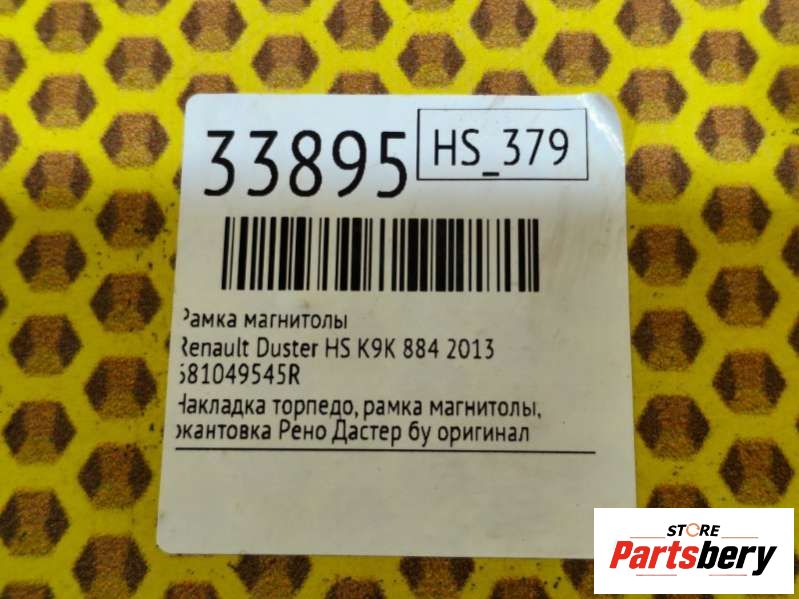 33895
HS_379
Рамка магнитолы
Renault Duster HS K9K 884 2013
681049545R
Накладка торпедо, рамка магнитолы,
окантовка Рено Дастер бу оригинал
STORE
Partsbery